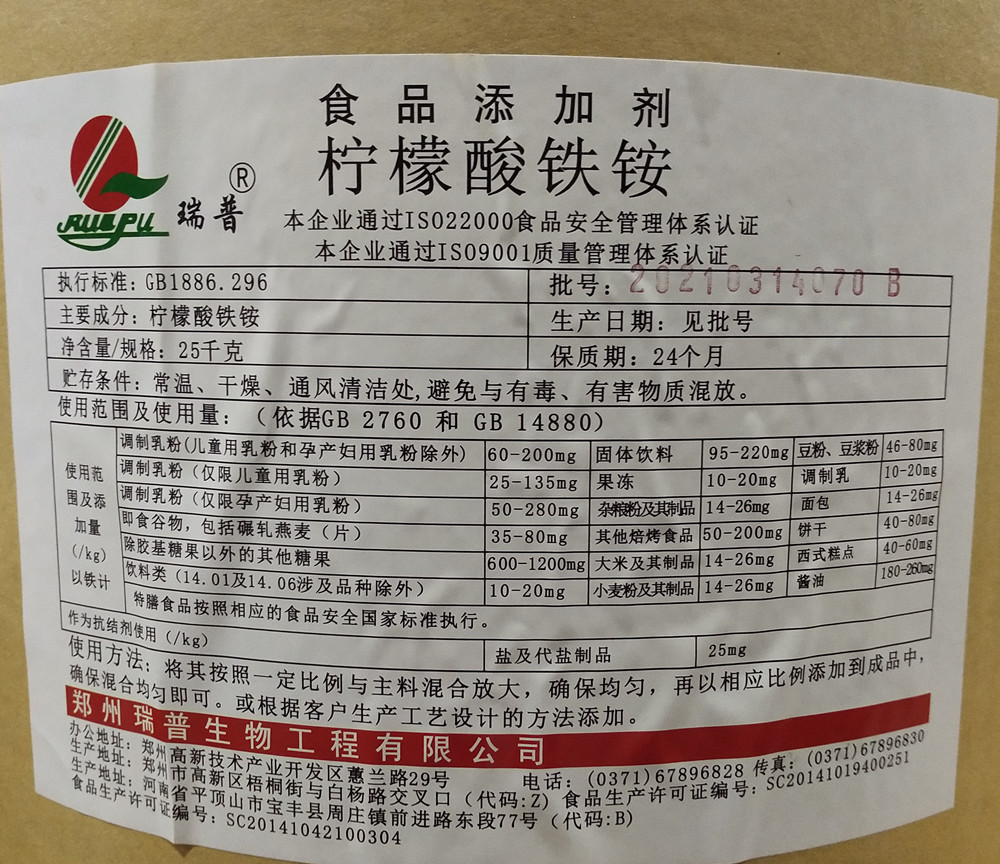 食品添加剂
柠檬酸铁铵
RUIPU 瑞普 ®
本企业通过ISO22000食品安全管理体系认证
本企业通过ISO9001质量管理体系认证
执行标准：GB1886.296 批号：20210314070 B
主要成分：柠檬酸铁铵 生产日期：见批号
净含量/规格：25千克 保质期：24个月
贮存条件：常温、干燥、通风清洁处,避免与有毒、有害物质混放。
使用范围及使用量：（依据GB 2760 和 GB 14880）
使用范围及添加量（/kg）以铁计
调制乳粉(儿童用乳粉和孕产妇用乳粉除外) 60-200mg 固体饮料 95-220mg 豆粉、豆浆粉 46-80mg
调制乳粉（仅限儿童用乳粉） 25-135mg 果冻 10-20mg 调制乳 10-20mg
调制乳粉（仅限孕产妇用乳粉） 50-280mg 杂粮粉及其制品 14-26mg 面包 14-26mg
即食谷物，包括碾轧燕麦（片） 35-80mg 其他焙烤食品 50-200mg 饼干 40-80mg
除胶基糖果以外的其他糖果 600-1200mg 大米及其制品 14-26mg 西式糕点 40-60mg
饮料类（14.01及14.06涉及品种除外） 10-20mg 小麦粉及其制品 14-26mg 酱油 180-260mg
特膳食品按照相应的食品安全国家标准执行。
作为抗结剂使用（/kg） 盐及代盐制品 25mg
使用方法：将其按照一定比例与主料混合放大，确保均匀，再以相应比例添加到成品中，
确保混合均匀即可。或根据客户生产工艺设计的方法添加。
郑州瑞普生物工程有限公司
办公地址：郑州高新技术产业开发区蕙兰路29号 电话：(0371)67896828 传真：(0371)67896830
生产地址：郑州市高新区梧桐街与白杨路交叉口（代码:Z）食品生产许可证编号：SC20141019400251
生产地址：河南省平顶山市宝丰县周庄镇前进路东段77号（代码:B）
食品生产许可证编号：SC20141042100304